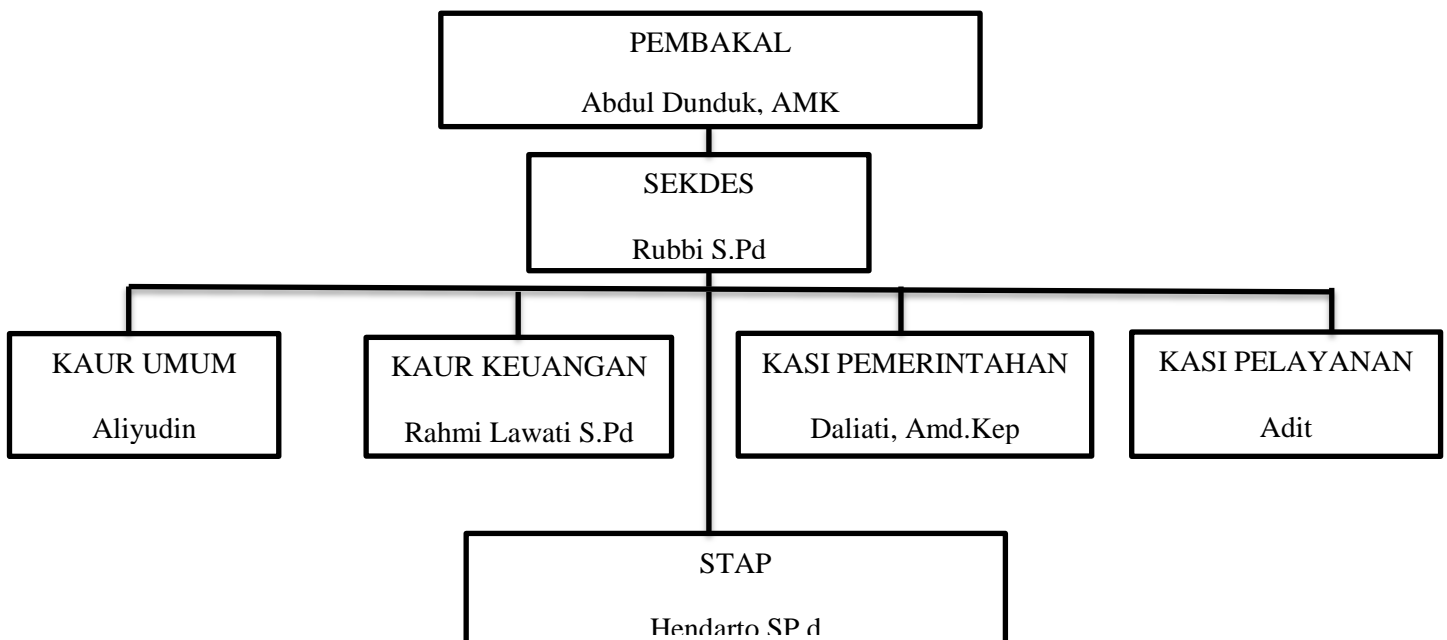 PEMBAKAL
Abdul Dunduk, AMK
SEKDES
Rubbi S.Pd
KAUR UMUM
Aliyudin
KAUR KEUANGAN
Rahmi Lawati S.Pd
KASI PEMERINTAHAN
Daliati, Amd.Kep
KASI PELAYANAN
Adit
STAP
Hendarto SP d